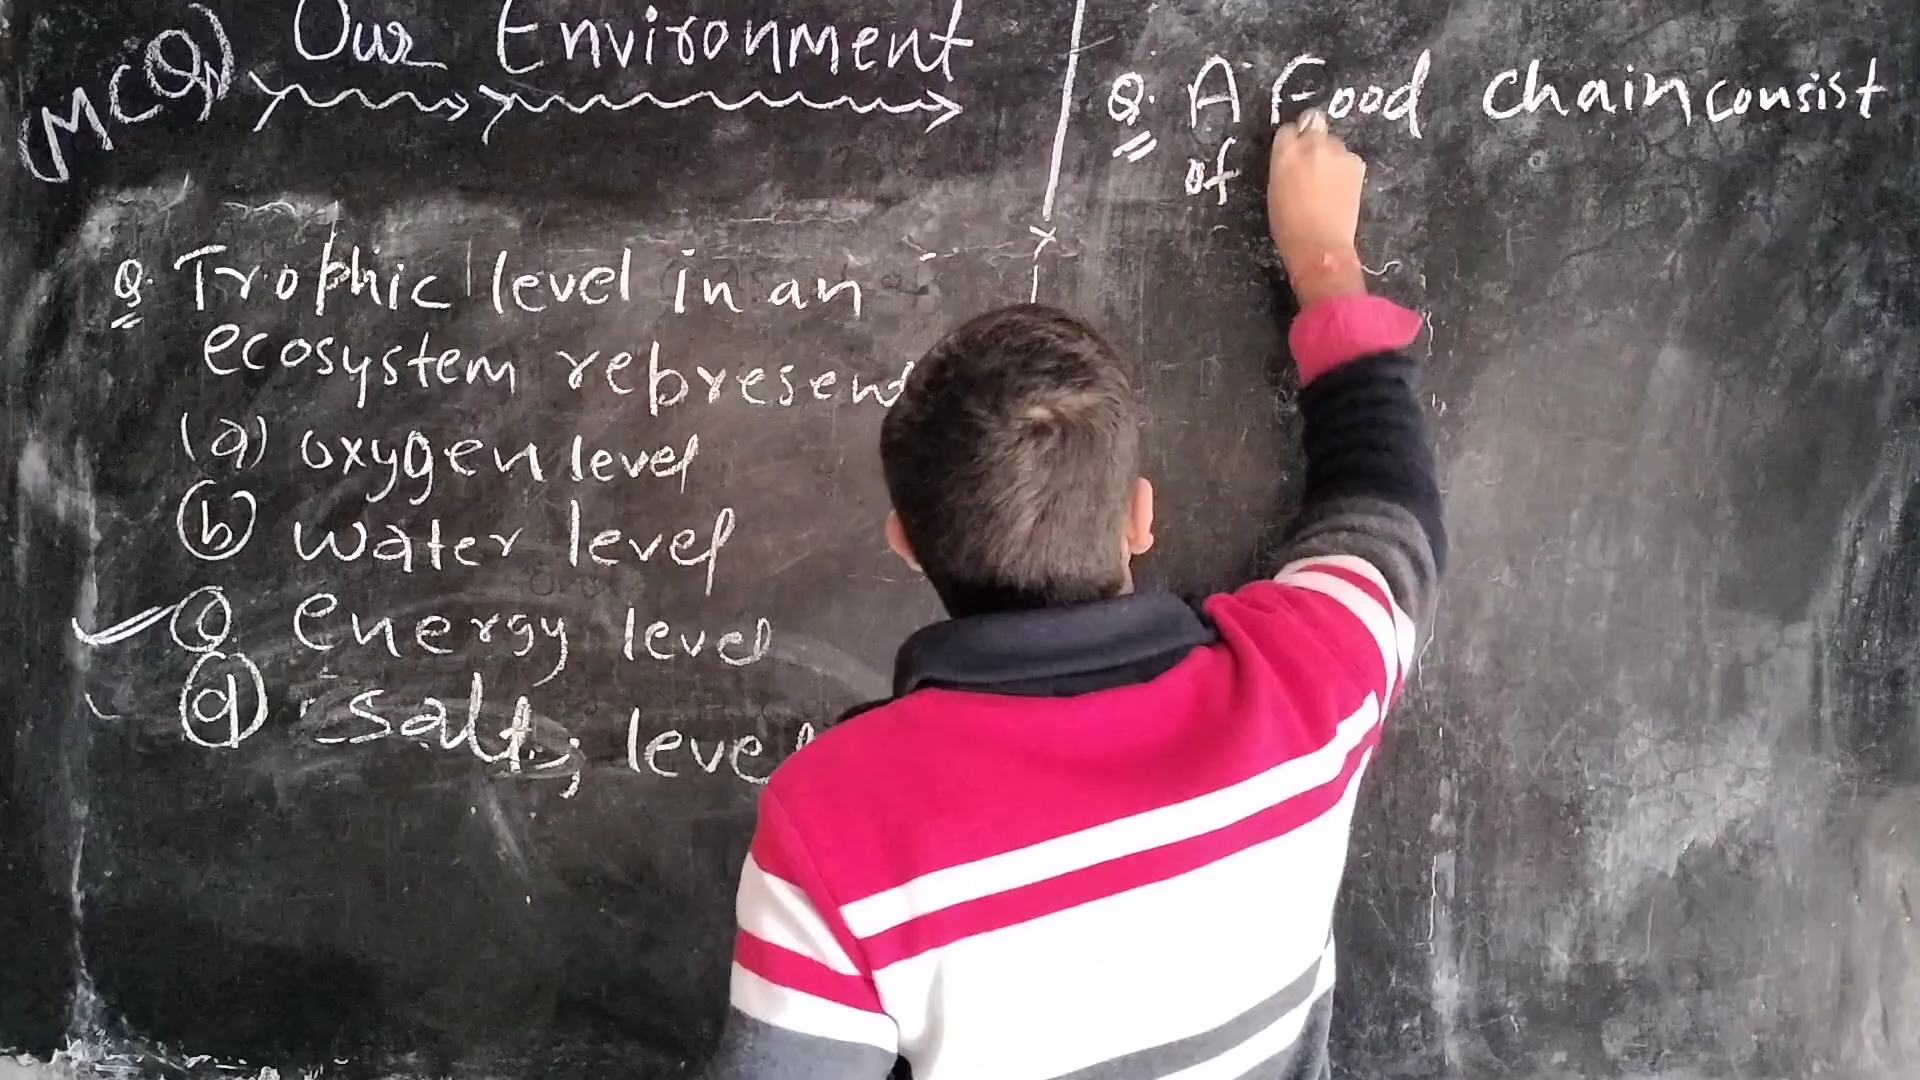 (MCQ) Our Environment
Q. Trophic level in an
ecosystem represent
(a) oxygen level
(b) water level
(c) energy level
(d) salt level
Q. A Food chain consist
of